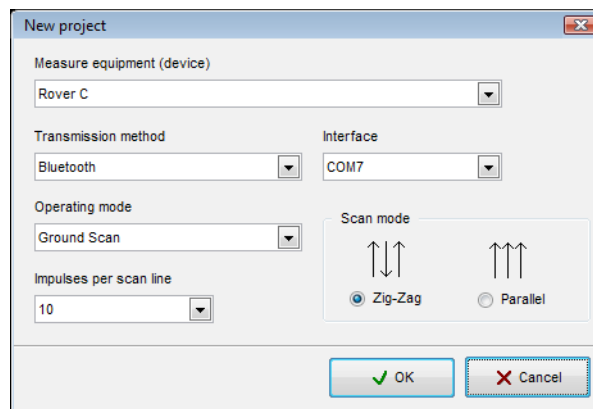 New project
Measure equipment (device)
Rover C
Transmission method
Interface
Bluetooth
COM7
Operating mode
Ground Scan
Scan mode
Zig-Zag
Parallel
Impulses per scan line
10
OK
Cancel